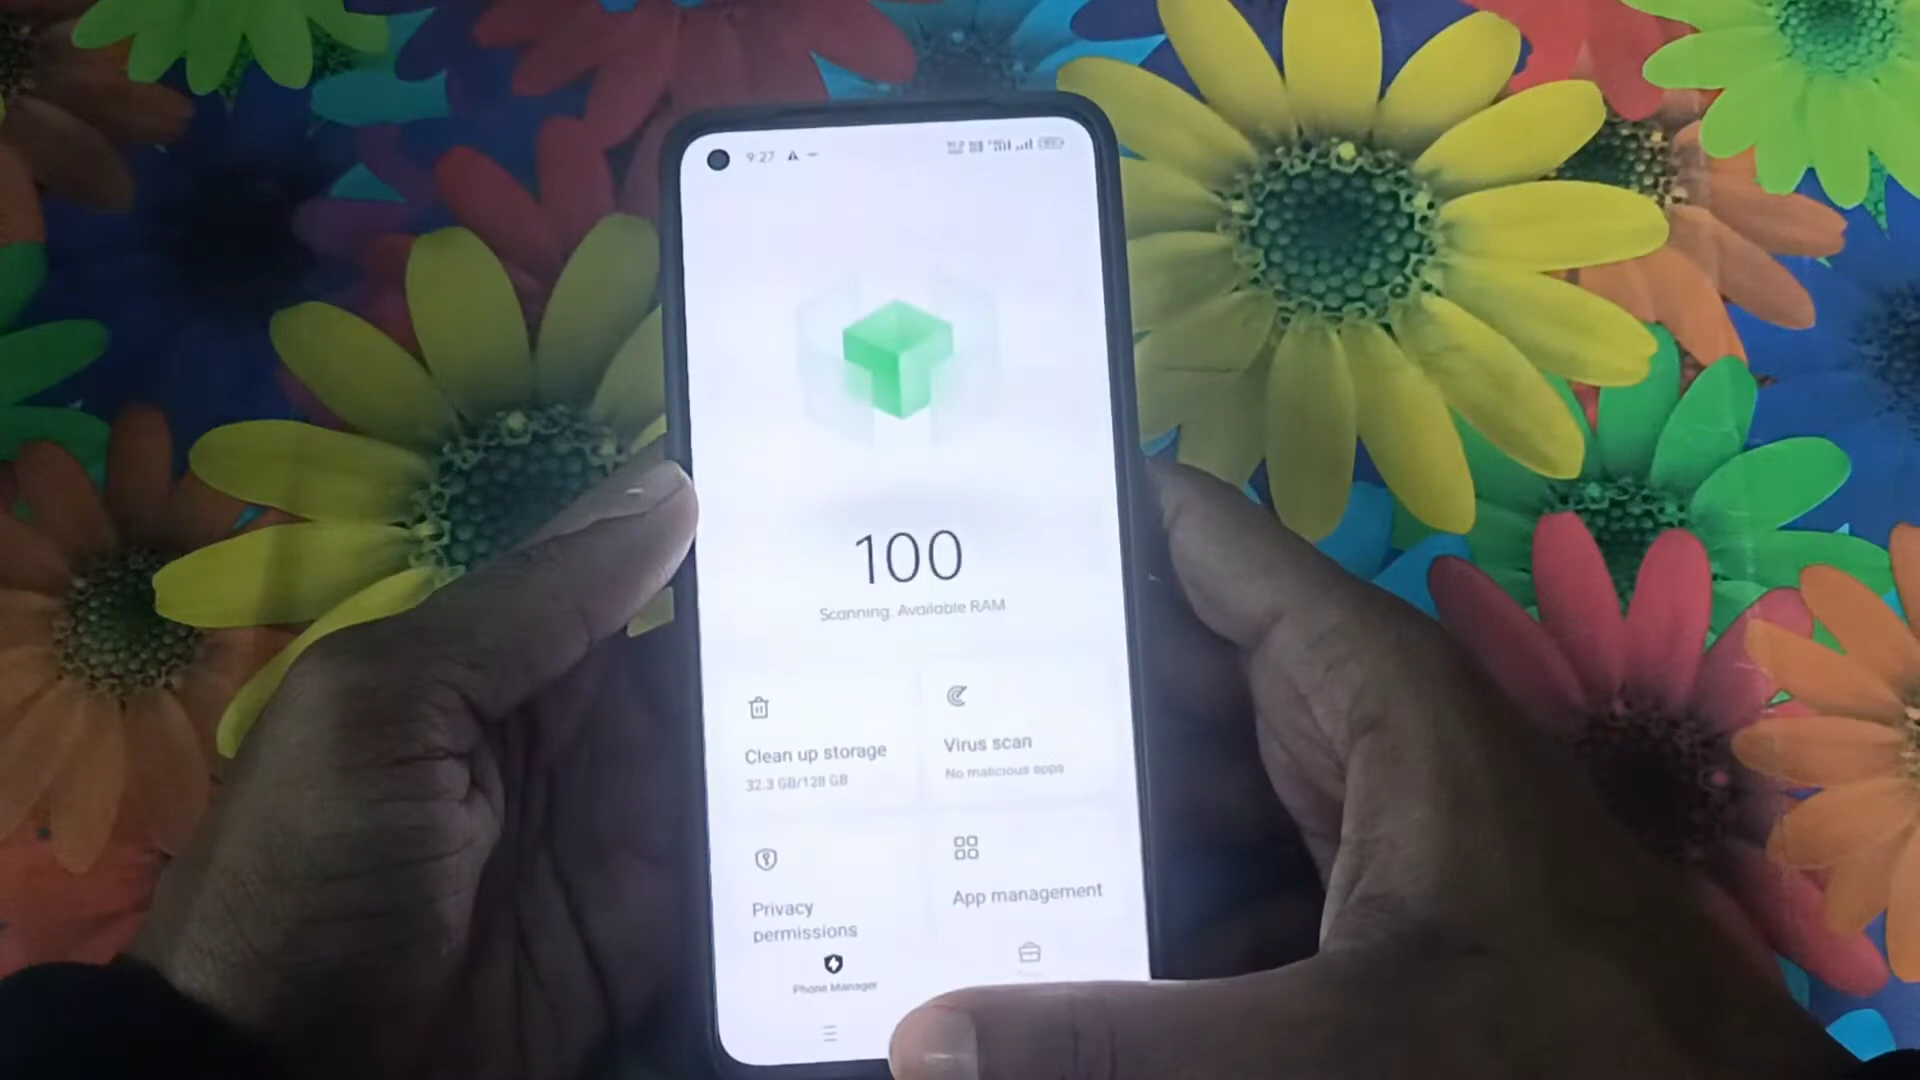 9:27
100
Scanning: Available RAM
Clean up storage
32.3 GB/128 GB
Virus scan
No malicious apps
Privacy
permissions
App management
Phone Manager